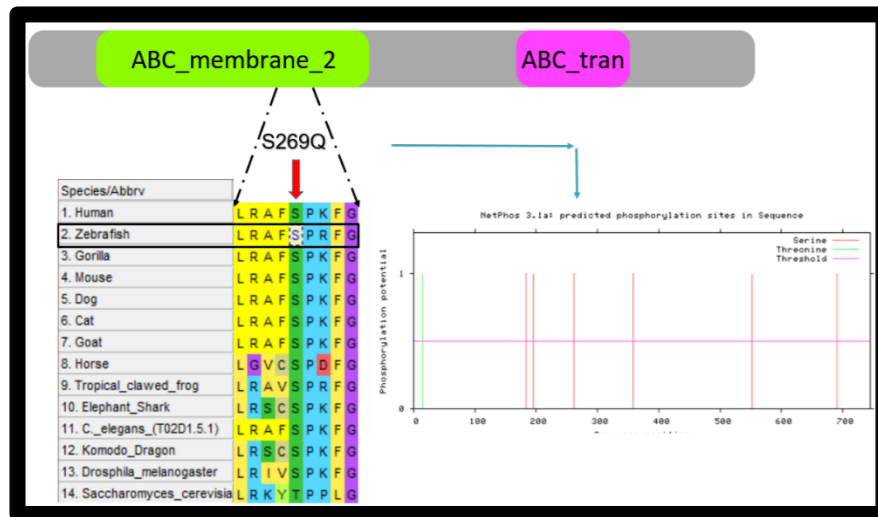 ABC_membrane_2
ABC_tran
S269Q
Species/Abbrv
1. Human L R A F S P K F G
2. Zebrafish L R A F S P R F G
3. Gorilla L R A F S P K F G
4. Mouse L R A F S P K F G
5. Dog L R A F S P K F G
6. Cat L R A F S P K F G
7. Goat L R A F S P K F G
8. Horse L G V C S P D F G
9. Tropical_clawed_frog L R A V S P R F G
10. Elephant_Shark L R S C S P K F G
11. C._elegans_(T02D1.5.1) L R A F S P K F G
12. Komodo_Dragon L R S C S P K F G
13. Drosphila_melanogaster L R I V S P K F G
14. Saccharomyces_cerevisia L R K Y T P P L G
NetPhos 3.1a: predicted phosphorylation sites in Sequence
Serine
Threonine
Threshold
Phosphorylation potential
1
0
0 100 200 300 400 500 600 700